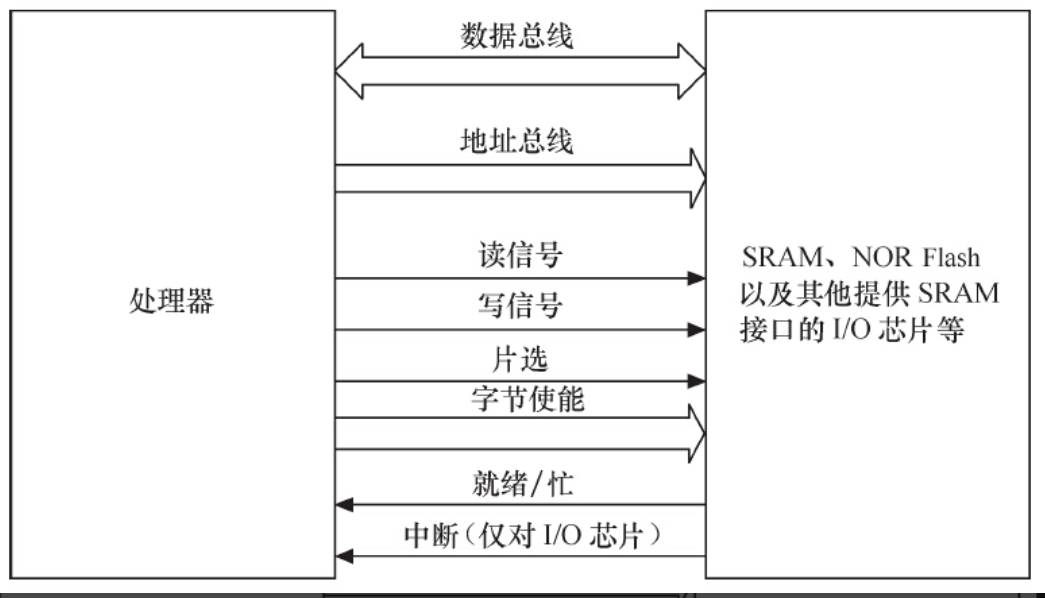 数据总线
地址总线
读信号
写信号
片选
字节使能
就绪/忙
中断(仅对 I/O 芯片)
处理器
SRAM、NOR Flash
以及其他提供 SRAM
接口的 I/O 芯片等